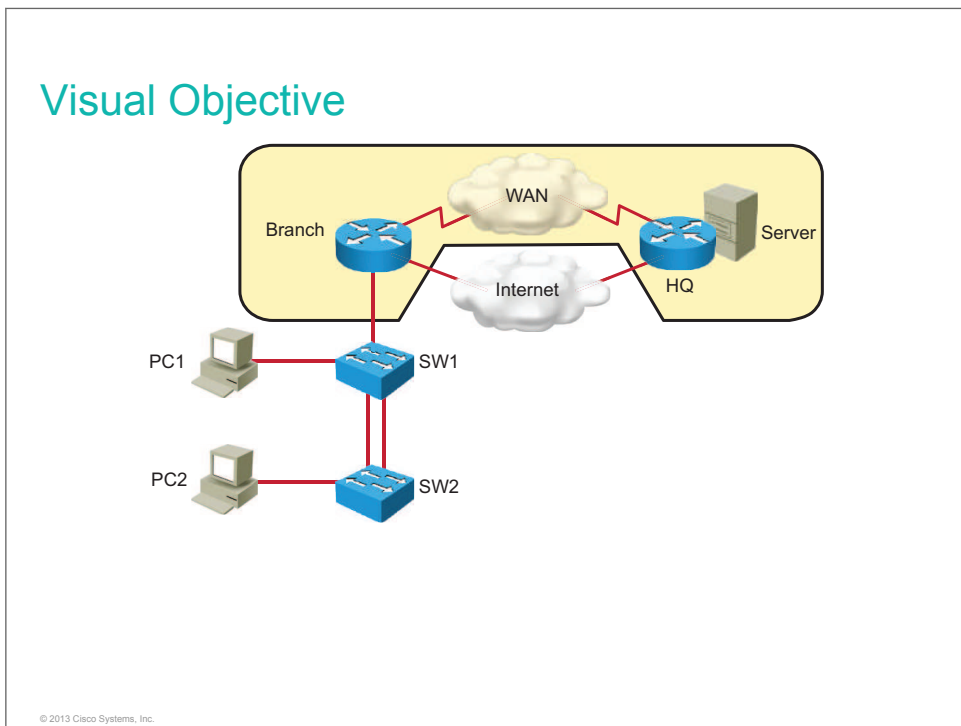 Visual Objective
WAN
Branch
Server
Internet
HQ
PC1
SW1
PC2
SW2
© 2013 Cisco Systems, Inc.